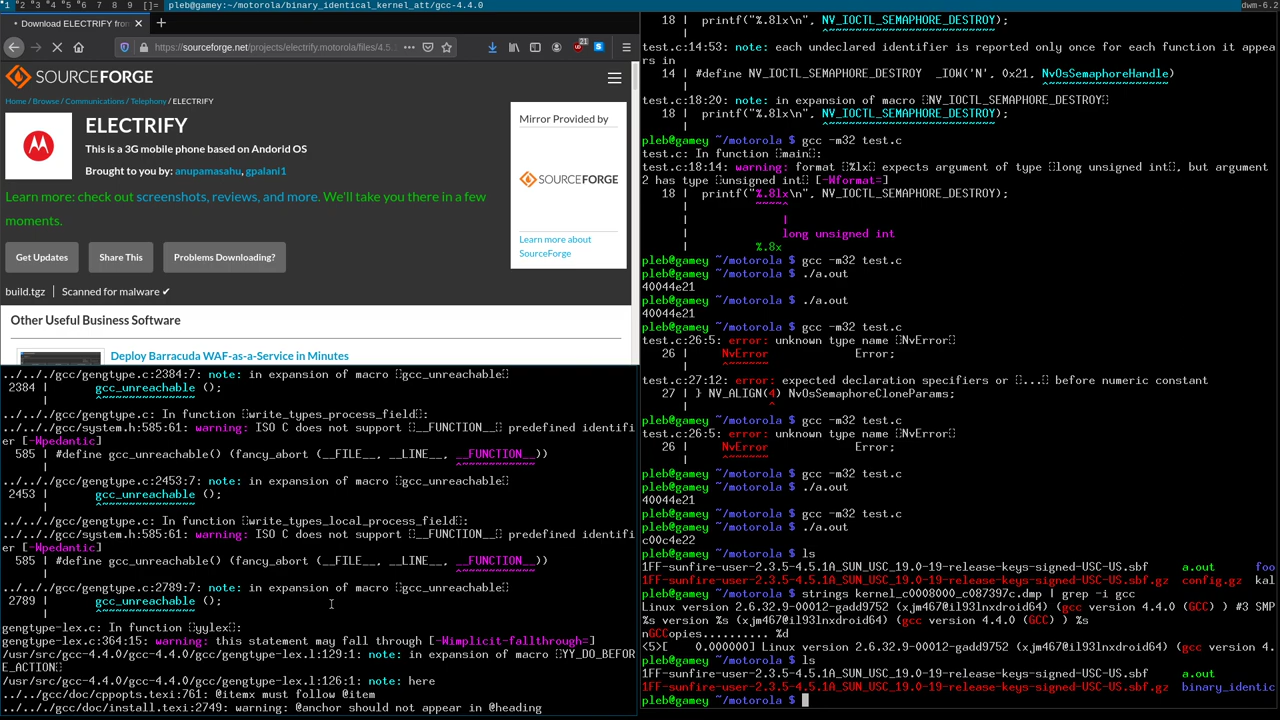 1 2 3 4 5 6 7 8 9 []= pleb@gamey:~/motorola/binary_identical_kernel_att/gcc-4.4.0 dwm-6.2
Download ELECTRIFY from
https://sourceforge.net/projects/electrify.motorola/files/4.5.
21
SOURCEFORGE
Home / Browse / Communications / Telephony / ELECTRIFY
ELECTRIFY
This is a 3G mobile phone based on Andorid OS
Brought to you by: anupamasahu, gpalani1
Learn more: check out screenshots, reviews, and more. We'll take you there in a few
moments.
Get Updates
Share This
Problems Downloading?
build.tgz | Scanned for malware ✔
Mirror Provided by
SOURCEFORGE
Learn more about
SourceForge
Other Useful Business Software
Deploy Barracuda WAF-as-a-Service in Minutes
../.././gcc/gengtype.c:2384:7: note: in expansion of macro gcc_unreachable
2384 | gcc_unreachable ();
| ^~~~~~~~~~~~~~~
../.././gcc/gengtype.c: In function write_types_process_field:
../.././gcc/system.h:585:61: warning: ISO C does not support __FUNCTION__ predefined identifi
er [-Wpedantic]
585 | #define gcc_unreachable() (fancy_abort (__FILE__, __LINE__, __FUNCTION__))
| ^~~~~~~~~~~~
../.././gcc/gengtype.c:2453:7: note: in expansion of macro gcc_unreachable
2453 | gcc_unreachable ();
| ^~~~~~~~~~~~~~~
../.././gcc/gengtype.c: In function write_types_local_process_field:
../.././gcc/system.h:585:61: warning: ISO C does not support __FUNCTION__ predefined identifi
er [-Wpedantic]
585 | #define gcc_unreachable() (fancy_abort (__FILE__, __LINE__, __FUNCTION__))
| ^~~~~~~~~~~~
../.././gcc/gengtype.c:2789:7: note: in expansion of macro gcc_unreachable
2789 | gcc_unreachable ();
| ^~~~~~~~~~~~~~~
gengtype-lex.c: In function yylex:
gengtype-lex.c:364:15: warning: this statement may fall through [-Wimplicit-fallthrough=]
/usr/src/gcc-4.4.0/gcc-4.4.0/gcc/gengtype-lex.l:129:1: note: in expansion of macro YY_DO_BEFOR
E_ACTION
/usr/src/gcc-4.4.0/gcc-4.4.0/gcc/gengtype-lex.l:126:1: note: here
../.././gcc/doc/cppopts.texi:761: @itemx must follow @item
../.././gcc/doc/install.texi:2749: warning: @anchor should not appear in @heading
18 | printf("%.8lx\n", NV_IOCTL_SEMAPHORE_DESTROY);
| ^~~~~~~~~~~~~~~~~~~~~~~~~~
test.c:14:53: note: each undeclared identifier is reported only once for each function it appea
rs in
14 | #define NV_IOCTL_SEMAPHORE_DESTROY _IOW('N', 0x21, NvOsSemaphoreHandle)
| ^~~~~~~~~~~~~~~~~~~
test.c:18:20: note: in expansion of macro NV_IOCTL_SEMAPHORE_DESTROY
18 | printf("%.8lx\n", NV_IOCTL_SEMAPHORE_DESTROY);
| ^~~~~~~~~~~~~~~~~~~~~~~~~~
pleb@gamey ~/motorola $ gcc -m32 test.c
test.c: In function main:
test.c:18:14: warning: format %lx expects argument of type long unsigned int, but argument
2 has type unsigned int [-Wformat=]
18 | printf("%.8lx\n", NV_IOCTL_SEMAPHORE_DESTROY);
| ~~~~^
| |
| long unsigned int
| %.8x
pleb@gamey ~/motorola $ gcc -m32 test.c
pleb@gamey ~/motorola $ ./a.out
40044e21
pleb@gamey ~/motorola $ ./a.out
40044e21
pleb@gamey ~/motorola $ gcc -m32 test.c
test.c:26:5: error: unknown type name NvError
26 | NvError Error;
| ^~~~~~~
test.c:27:12: error: expected declaration specifiers or ... before numeric constant
27 | } NV_ALIGN(4) NvOsSemaphoreCloneParams;
| ^
pleb@gamey ~/motorola $ gcc -m32 test.c
test.c:26:5: error: unknown type name NvError
26 | NvError Error;
| ^~~~~~~
pleb@gamey ~/motorola $ gcc -m32 test.c
pleb@gamey ~/motorola $ ./a.out
40044e21
pleb@gamey ~/motorola $ gcc -m32 test.c
pleb@gamey ~/motorola $ ./a.out
c00c4e22
pleb@gamey ~/motorola $ ls
1FF-sunfire-user-2.3.5-4.5.1A_SUN_USC_19.0-19-release-keys-signed-USC-US.sbf a.out foo
1FF-sunfire-user-2.3.5-4.5.1A_SUN_USC_19.0-19-release-keys-signed-USC-US.sbf.gz config.gz kal
pleb@gamey ~/motorola $ strings kernel_c0008000_c087397c.dmp | grep -i gcc
Linux version 2.6.32.9-00012-gadd9752 (xjm467@il93lnxdroid64) (gcc version 4.4.0 (GCC) ) #3 SMP
%s version %s (xjm467@il93lnxdroid64) (gcc version 4.4.0 (GCC) ) %s
nGCCopies.......... %d
<5>[ 0.000000] Linux version 2.6.32.9-00012-gadd9752 (xjm467@il93lnxdroid64) (gcc version 4.
pleb@gamey ~/motorola $ ls
1FF-sunfire-user-2.3.5-4.5.1A_SUN_USC_19.0-19-release-keys-signed-USC-US.sbf a.out
1FF-sunfire-user-2.3.5-4.5.1A_SUN_USC_19.0-19-release-keys-signed-USC-US.sbf.gz binary_identic
pleb@gamey ~/motorola $